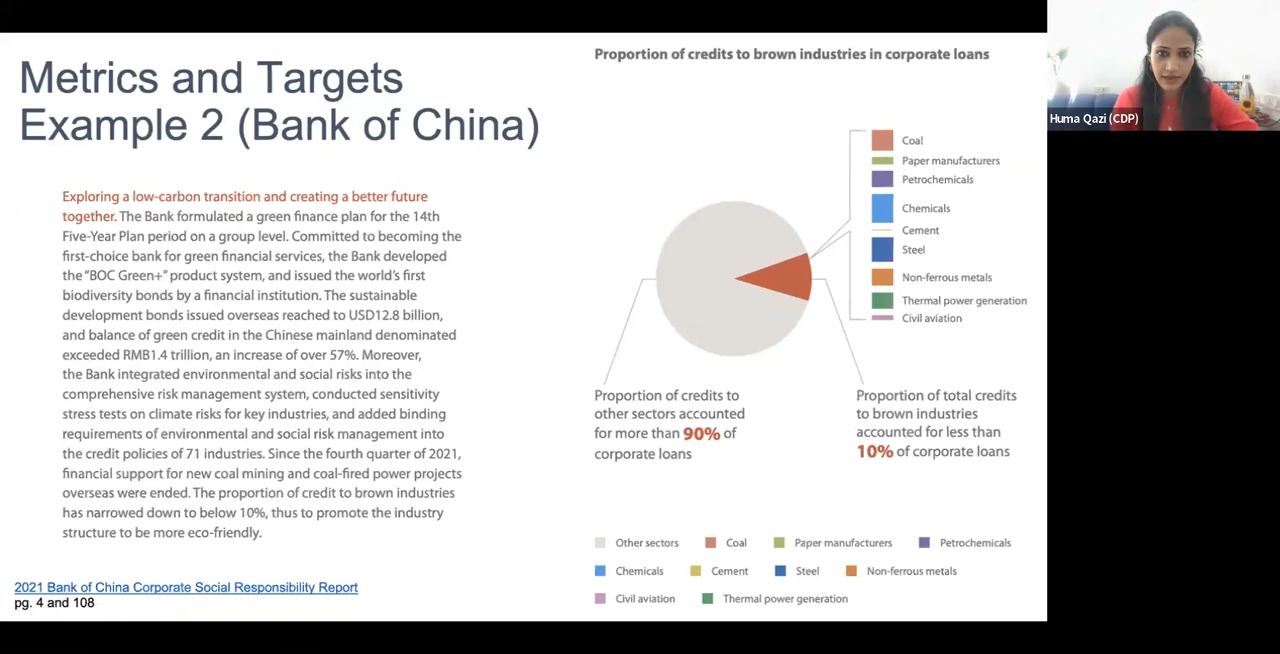 Metrics and Targets
Example 2 (Bank of China)
Exploring a low-carbon transition and creating a better future
together. The Bank formulated a green finance plan for the 14th
Five-Year Plan period on a group level. Committed to becoming the
first-choice bank for green financial services, the Bank developed
the “BOC Green+” product system, and issued the world’s first
biodiversity bonds by a financial institution. The sustainable
development bonds issued overseas reached to USD12.8 billion,
and balance of green credit in the Chinese mainland denominated
exceeded RMB1.4 trillion, an increase of over 57%. Moreover,
the Bank integrated environmental and social risks into the
comprehensive risk management system, conducted sensitivity
stress tests on climate risks for key industries, and added binding
requirements of environmental and social risk management into
the credit policies of 71 industries. Since the fourth quarter of 2021,
financial support for new coal mining and coal-fired power projects
overseas were ended. The proportion of credit to brown industries
has narrowed down to below 10%, thus to promote the industry
structure to be more eco-friendly.
2021 Bank of China Corporate Social Responsibility Report
pg. 4 and 108
Proportion of credits to brown industries in corporate loans
Coal
Paper manufacturers
Petrochemicals
Chemicals
Cement
Steel
Non-ferrous metals
Thermal power generation
Civil aviation
Proportion of credits to
other sectors accounted
for more than 90% of
corporate loans
Proportion of total credits
to brown industries
accounted for less than
10% of corporate loans
Other sectors Coal Paper manufacturers Petrochemicals
Chemicals Cement Steel Non-ferrous metals
Civil aviation Thermal power generation
Huma Qazi (CDP)